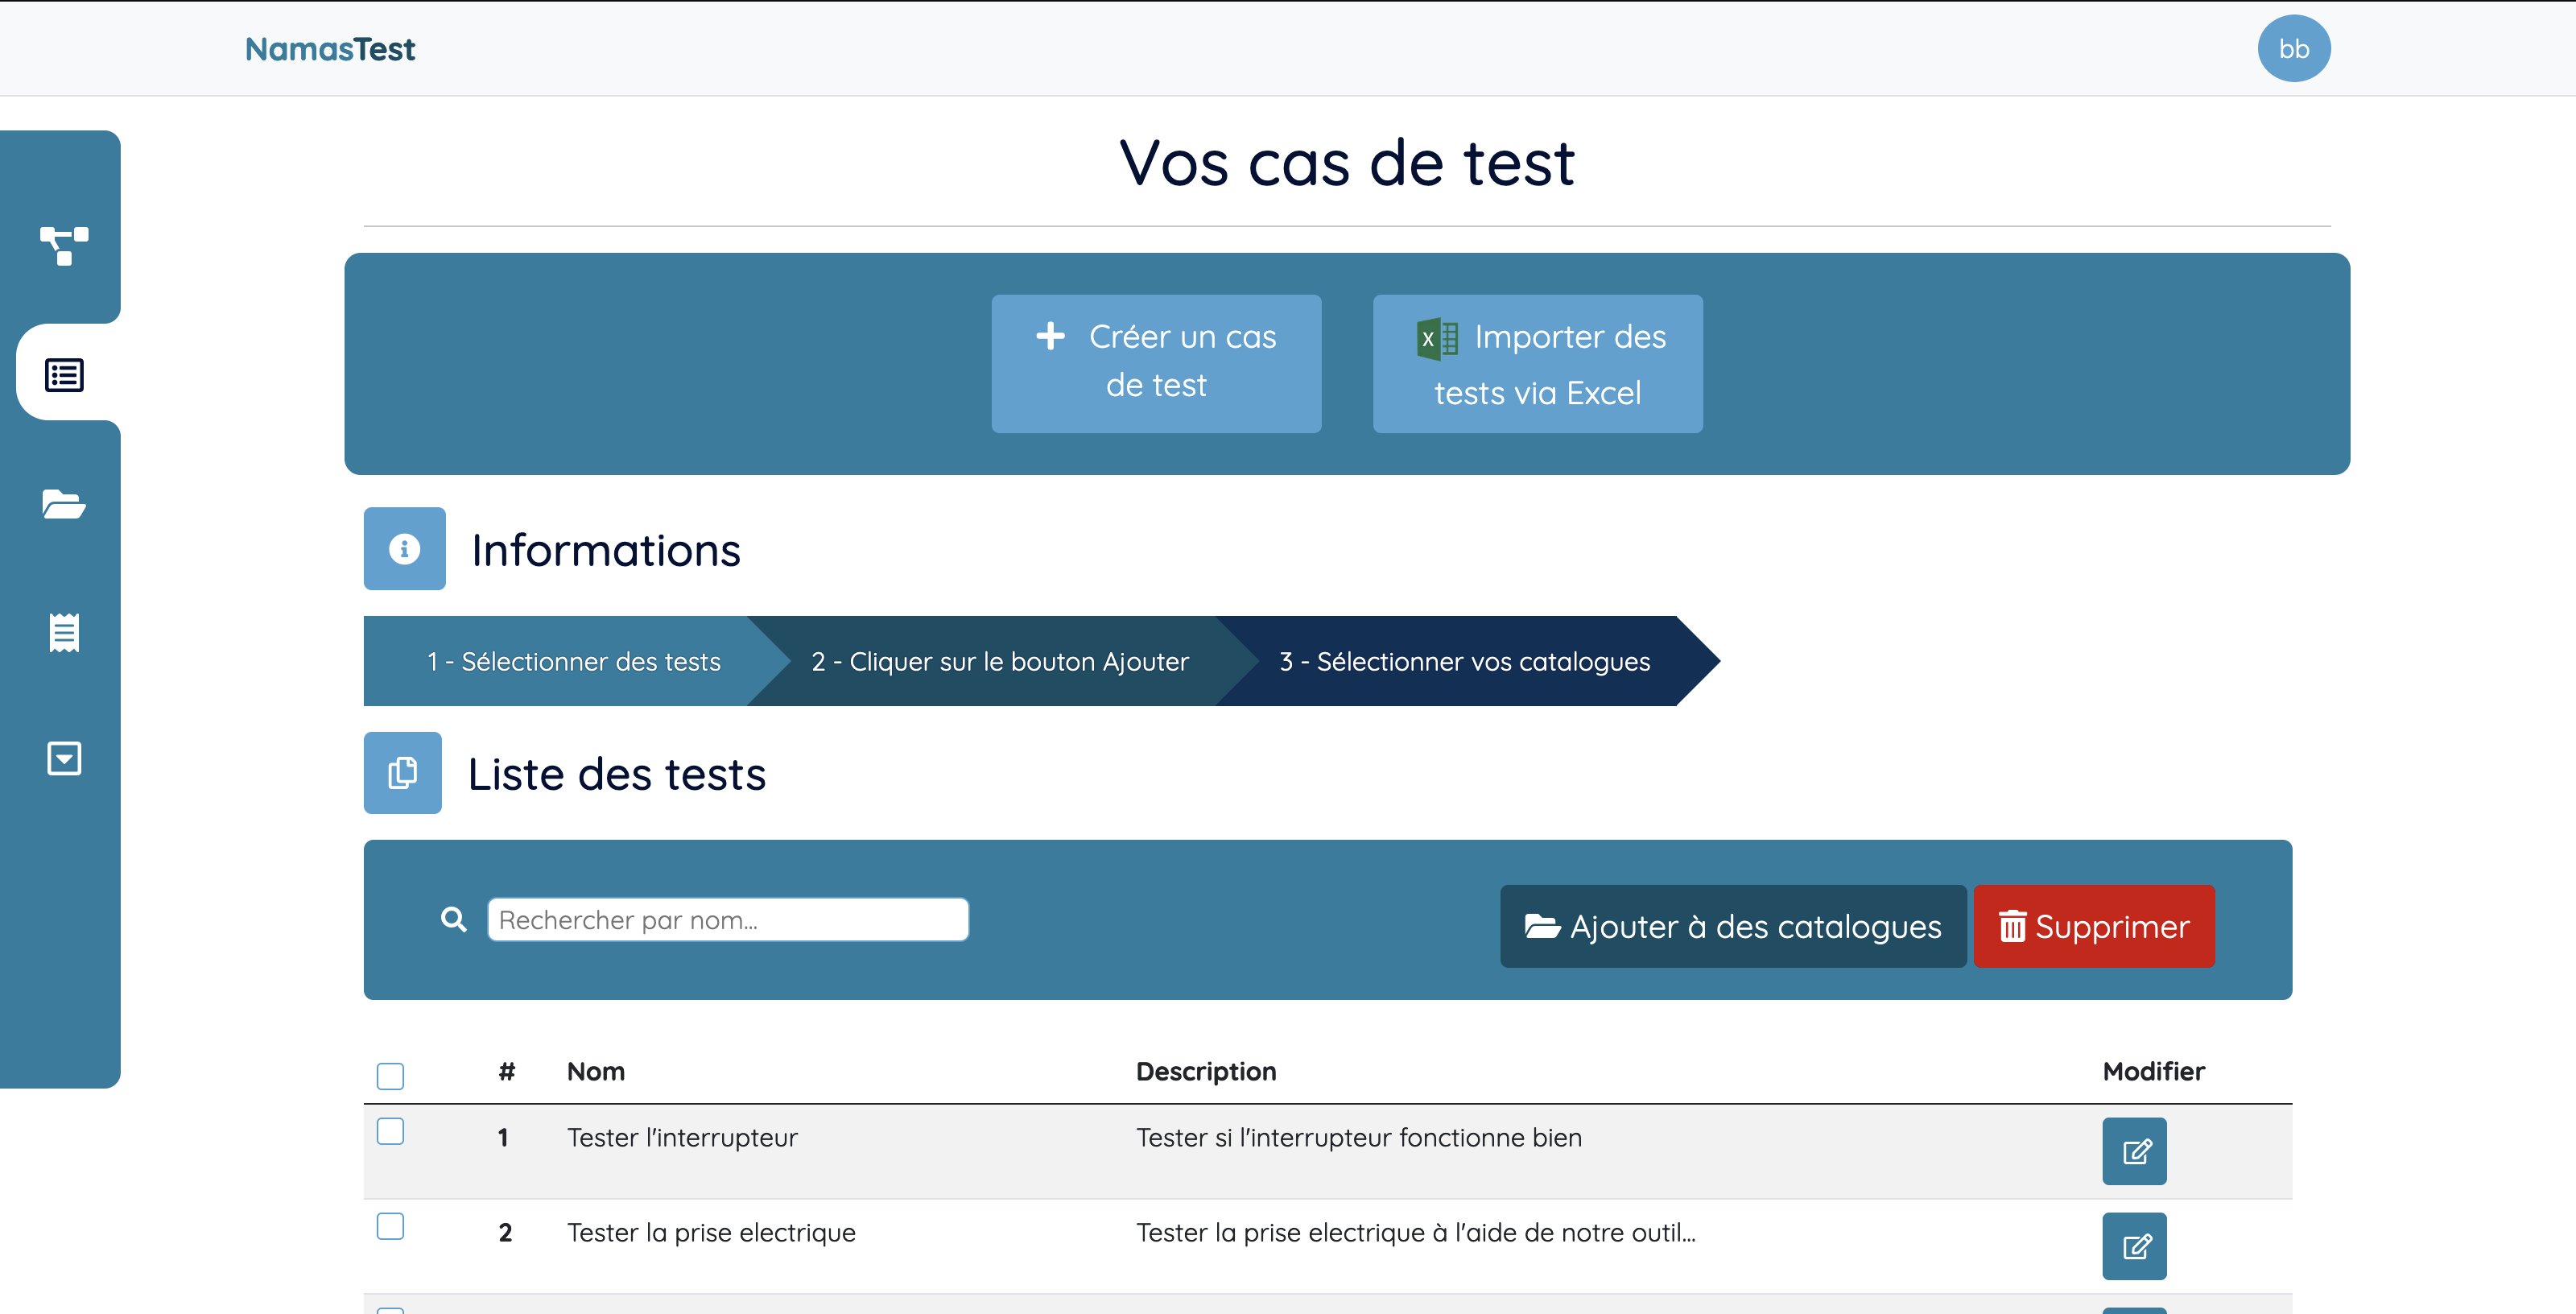 NamasTest
bb
Vos cas de test
Créer un cas
de test
Importer des
tests via Excel
Informations
1 - Sélectionner des tests
2 - Cliquer sur le bouton Ajouter
3 - Sélectionner vos catalogues
Liste des tests
Rechercher par nom...
Ajouter à des catalogues
Supprimer
# Nom Description Modifier
1 Tester l'interrupteur Tester si l'interrupteur fonctionne bien
2 Tester la prise electrique Tester la prise electrique à l'aide de notre outil...